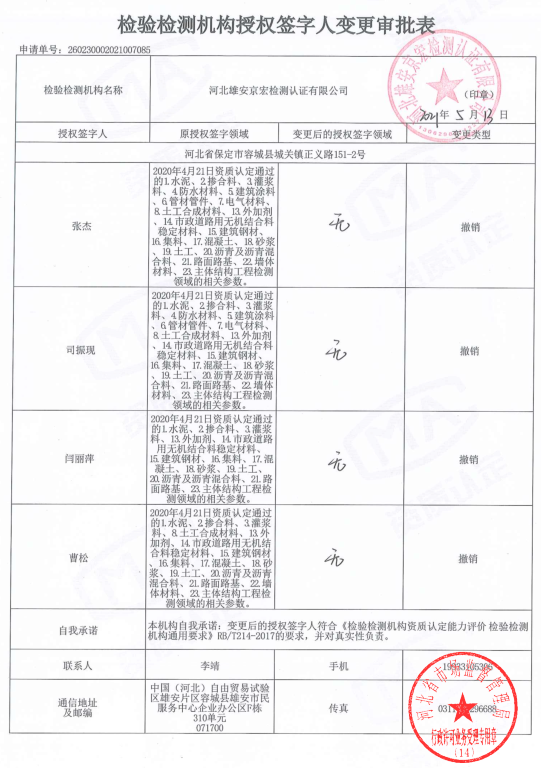 检验检测机构授权签字人变更审批表
申请单号：260230002021007085
检验检测机构名称
河北雄安京宏检测认证有限公司
（印章）
2021年 5月 13日
授权签字人
原授权签字领域
变更后的授权签字领域
变更类型
河北省保定市容城县城关镇正义路151-2号
张杰
2020年4月21日资质认定通过
的1.水泥、2.掺合料、3.灌浆
料、4.防水材料、5.建筑涂料
、6.管材管件、7.电气材料、
8.土工合成材料、13.外加剂
、14.市政道路用无机结合料
稳定材料、15.建筑钢材、
16.集料、17.混凝土、18.砂浆
、19.土工、20.沥青及沥青混
合料、21.路面路基、22.墙体
材料、23.主体结构工程检测
领域的相关参数。
无
撤销
司振现
2020年4月21日资质认定通过
的1.水泥、2.掺合料、3.灌浆
料、4.防水材料、5.建筑涂料
、6.管材管件、7.电气材料、
8.土工合成材料、13.外加剂
、14.市政道路用无机结合料
稳定材料、15.建筑钢材、
16.集料、17.混凝土、18.砂浆
、19.土工、20.沥青及沥青混
合料、21.路面路基、22.墙体
材料、23.主体结构工程检测
领域的相关参数。
无
撤销
闫丽萍
2020年4月21日资质认定通过
的1.水泥、2.掺合料、3.灌浆
料、13.外加剂、14.市政道路
用无机结合料稳定材料、
15.建筑钢材、16.集料、17.混
凝土、18.砂浆、19.土工、
20.沥青及沥青混合料、21.路
面路基、23.主体结构工程检
测领域的相关参数。
无
撤销
曹松
2020年4月21日资质认定通过
的1.水泥、2.掺合料、3.灌浆
料、8.土工合成材料、13.外
加剂、14.市政道路用无机结
合料稳定材料、15.建筑钢材
、16.集料、17.混凝土、18.砂
浆、19.土工、20.沥青及沥青
混合料、21.路面路基、22.墙
体材料、23.主体结构工程检
测领域的相关参数。
无
撤销
自我承诺
本机构自我承诺：变更后的授权签字人符合《检验检测机构资质认定能力评价 检验检测
机构通用要求》RB/T214-2017的要求，并对真实性负责。
联系人
李靖
手机
通信地址
及邮编
中国（河北）自由贸易试验
区雄安片区容城县雄安市民
服务中心企业办公区F栋
310单元
071700
传真
河北省市场监督管理局
行政许可业务受理专用章
（14）